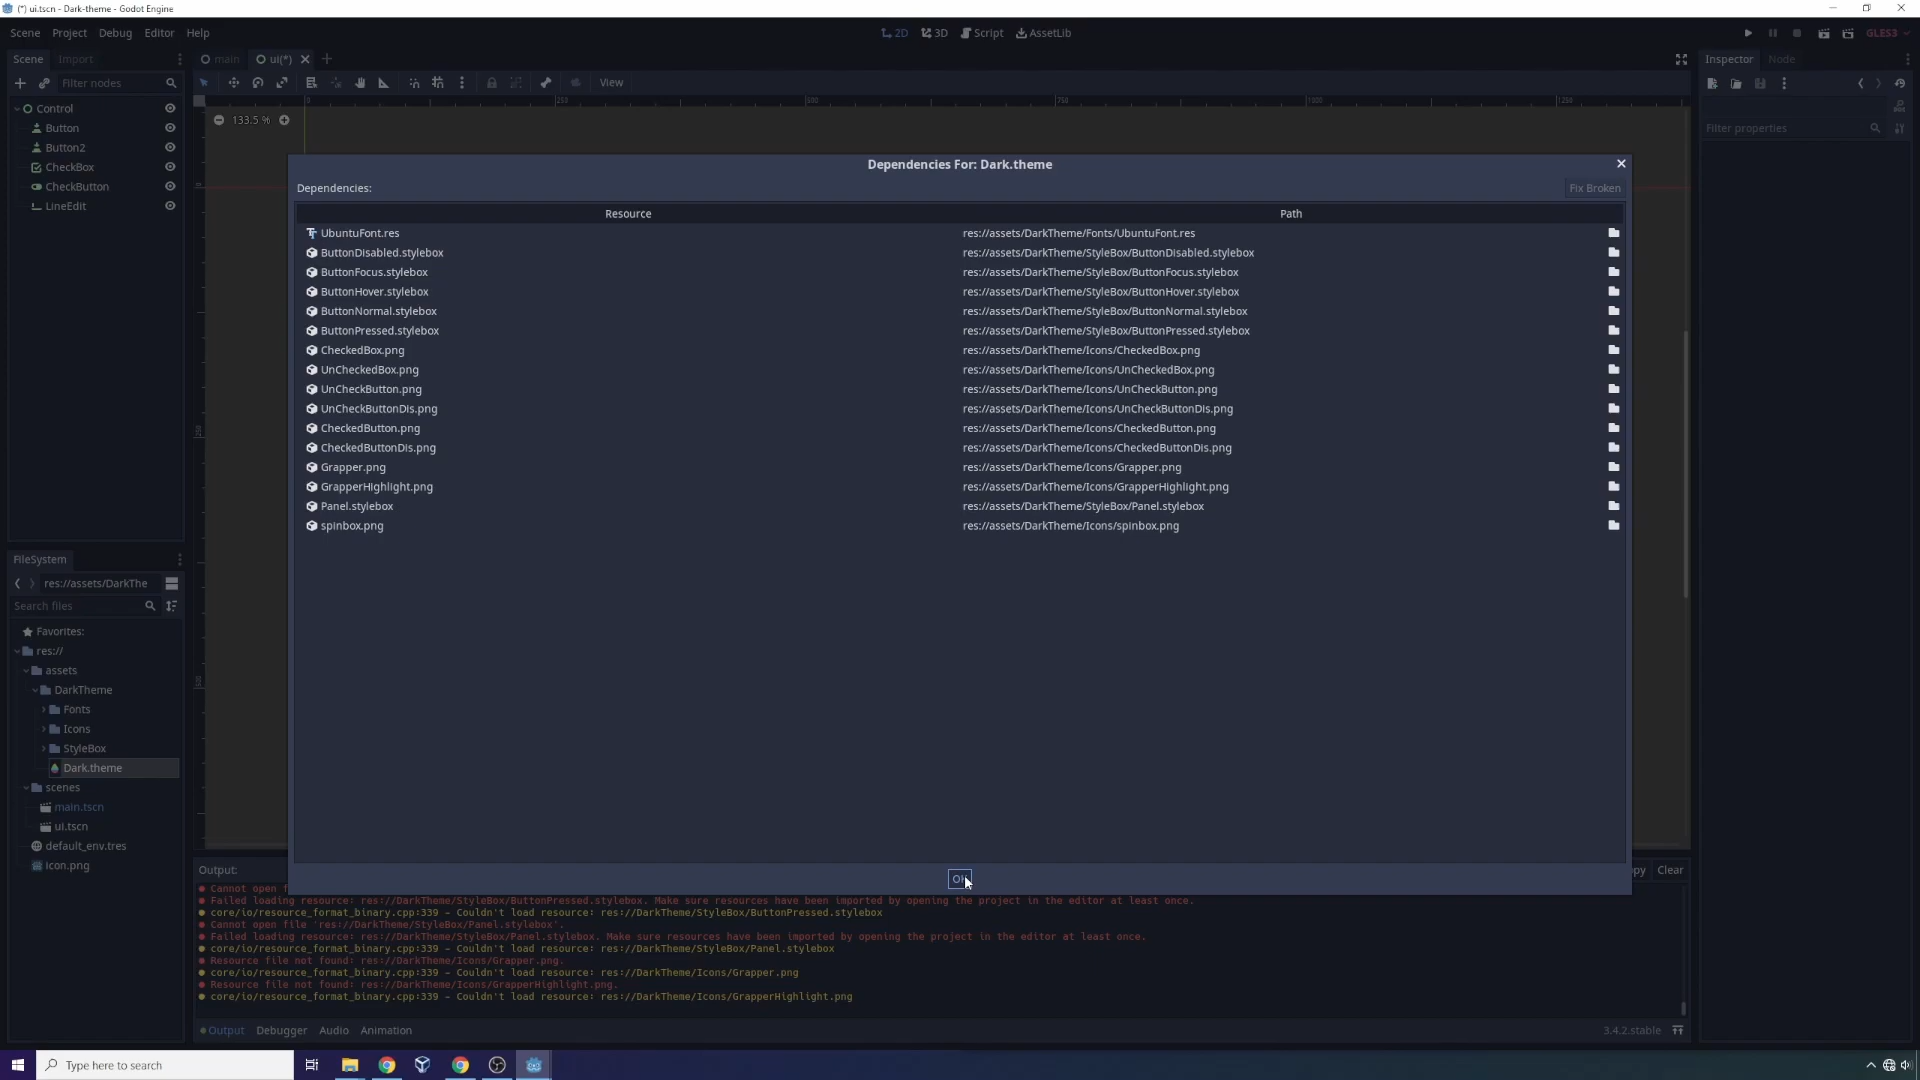 (*) ui.tscn - Dark-theme - Godot Engine
Scene Project Debug Editor Help
2D 3D Script AssetLib
GLES3
Scene Import
main ui(*)
Inspector Node
Filter nodes
View
Control
Button
Button2
CheckBox
CheckButton
LineEdit
133.5 %
Filter properties
Dependencies For: Dark.theme
Dependencies:
Fix Broken
Resource Path
UbuntuFont.res res://assets/DarkTheme/Fonts/UbuntuFont.res
ButtonDisabled.stylebox res://assets/DarkTheme/StyleBox/ButtonDisabled.stylebox
ButtonFocus.stylebox res://assets/DarkTheme/StyleBox/ButtonFocus.stylebox
ButtonHover.stylebox res://assets/DarkTheme/StyleBox/ButtonHover.stylebox
ButtonNormal.stylebox res://assets/DarkTheme/StyleBox/ButtonNormal.stylebox
ButtonPressed.stylebox res://assets/DarkTheme/StyleBox/ButtonPressed.stylebox
CheckedBox.png res://assets/DarkTheme/Icons/CheckedBox.png
UnCheckedBox.png res://assets/DarkTheme/Icons/UnCheckedBox.png
UnCheckButton.png res://assets/DarkTheme/Icons/UnCheckButton.png
UnCheckButtonDis.png res://assets/DarkTheme/Icons/UnCheckButtonDis.png
CheckedButton.png res://assets/DarkTheme/Icons/CheckedButton.png
CheckedButtonDis.png res://assets/DarkTheme/Icons/CheckedButtonDis.png
Grapper.png res://assets/DarkTheme/Icons/Grapper.png
GrapperHighlight.png res://assets/DarkTheme/Icons/GrapperHighlight.png
Panel.stylebox res://assets/DarkTheme/StyleBox/Panel.stylebox
spinbox.png res://assets/DarkTheme/Icons/spinbox.png
FileSystem
res://assets/DarkThe
Search files
Favorites:
res://
assets
DarkTheme
Fonts
Icons
StyleBox
Dark.theme
scenes
main.tscn
ui.tscn
default_env.tres
icon.png
Output:
opy Clear
Cannot open f
Failed loading resource: res://DarkTheme/StyleBox/ButtonPressed.stylebox. Make sure resources have been imported by opening the project in the editor at least once.
core/io/resource_format_binary.cpp:339 - Couldn't load resource: res://DarkTheme/StyleBox/ButtonPressed.stylebox
Cannot open file 'res://DarkTheme/StyleBox/Panel.stylebox'.
Failed loading resource: res://DarkTheme/StyleBox/Panel.stylebox. Make sure resources have been imported by opening the project in the editor at least once.
core/io/resource_format_binary.cpp:339 - Couldn't load resource: res://DarkTheme/StyleBox/Panel.stylebox
Resource file not found: res://DarkTheme/Icons/Grapper.png.
core/io/resource_format_binary.cpp:339 - Couldn't load resource: res://DarkTheme/Icons/Grapper.png
Resource file not found: res://DarkTheme/Icons/GrapperHighlight.png.
core/io/resource_format_binary.cpp:339 - Couldn't load resource: res://DarkTheme/Icons/GrapperHighlight.png
Output Debugger Audio Animation
3.4.2.stable
Type here to search